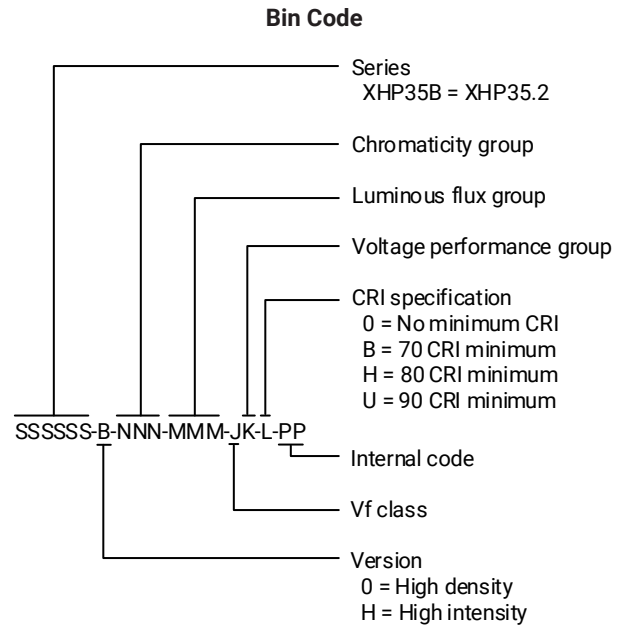 Bin Code
Series
XHP35B = XHP35.2
Chromaticity group
Luminous flux group
Voltage performance group
CRI specification
0 = No minimum CRI
B = 70 CRI minimum
H = 80 CRI minimum
U = 90 CRI minimum
SSSSSS-B-NNN-MMM-JK-L-PP
Internal code
Vf class
Version
0 = High density
H = High intensity